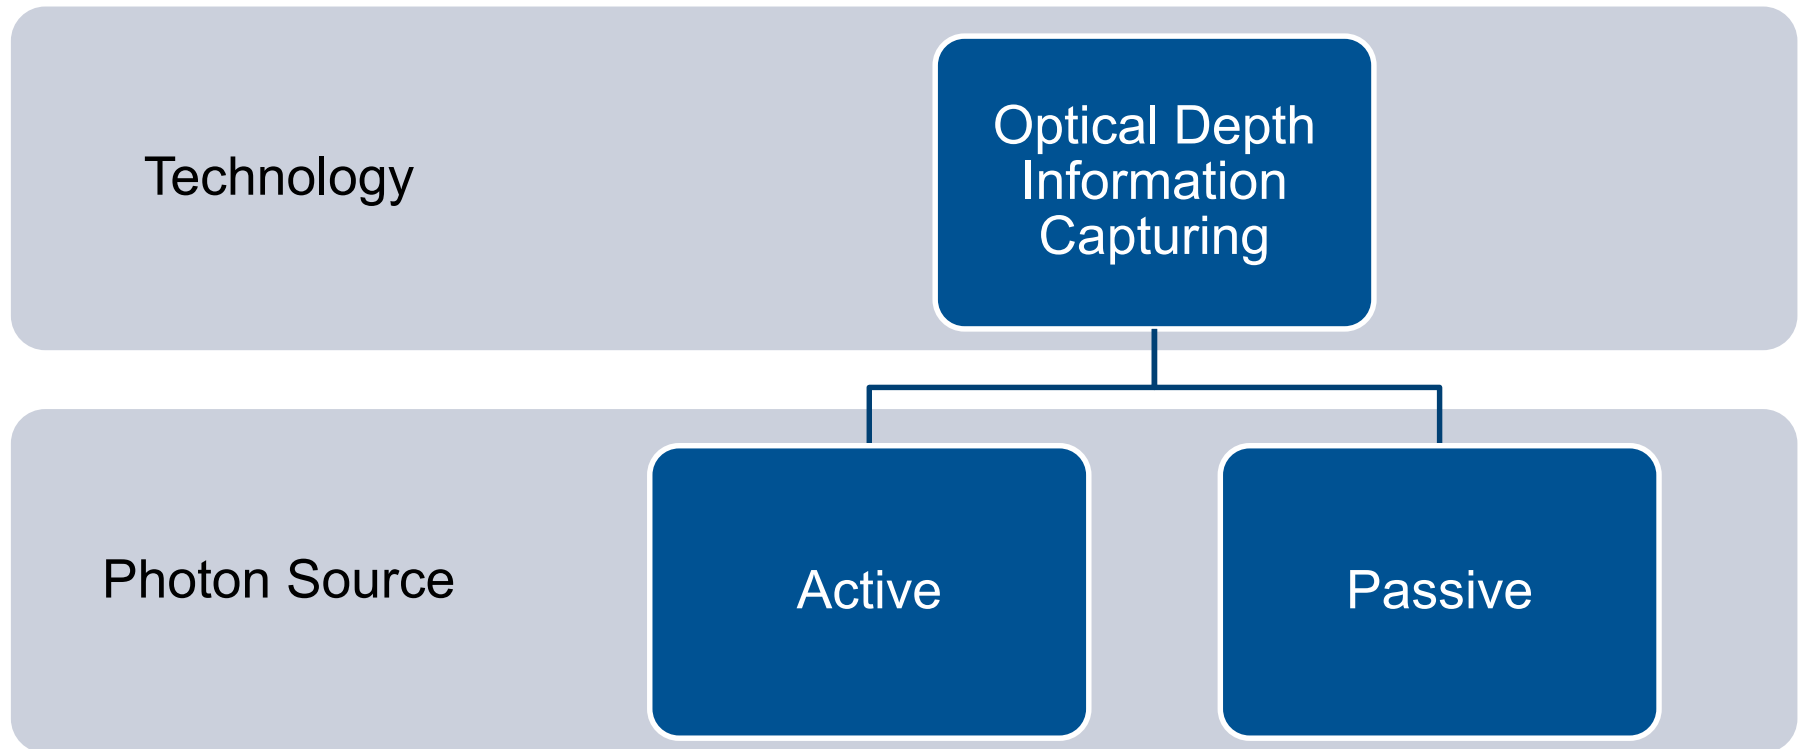 Technology
Optical Depth
Information
Capturing
Photon Source
Active
Passive